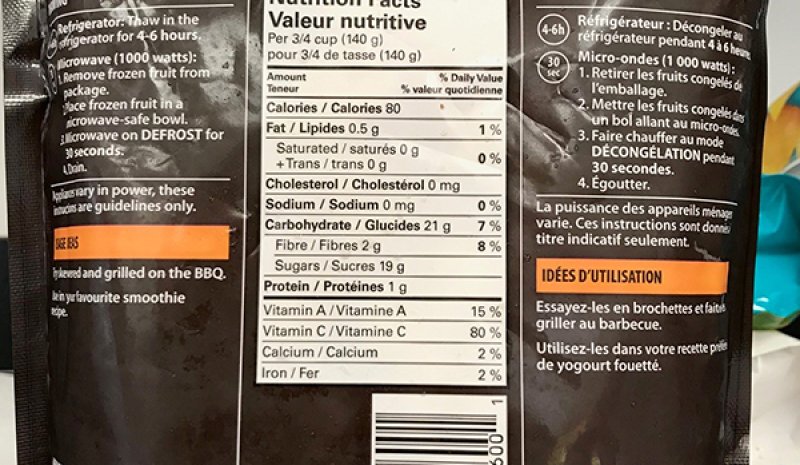 Refrigerator: Thaw in the
refrigerator for 4-6 hours.
Microwave (1000 watts):
1. Remove frozen fruit from
package.
Place frozen fruit in a
microwave-safe bowl.
3. Microwave on DEFROST for
30 seconds.
4. Drain.
Appliances vary in power, these
instructions are guidelines only.
and grilled on the BBQ.
favourite smoothie
recipe.
Nutrition Facts
Valeur nutritive
Per 3/4 cup (140 g)
pour 3/4 de tasse (140 g)
Amount % Daily Value
Teneur % valeur quotidienne
Calories / Calories 80
Fat / Lipides 0.5 g 1 %
Saturated / saturés 0 g
+ Trans / trans 0 g 0 %
Cholesterol / Cholestérol 0 mg
Sodium / Sodium 0 mg 0 %
Carbohydrate / Glucides 21 g 7 %
Fibre / Fibres 2 g 8 %
Sugars / Sucres 19 g
Protein / Protéines 1 g
Vitamin A / Vitamine A 15 %
Vitamin C / Vitamine C 80 %
Calcium / Calcium 2 %
Iron / Fer 2 %
4-6h
Réfrigérateur : Décongeler au
réfrigérateur pendant 4 à 6 heures
30
sec
Micro-ondes (1 000 watts) :
1. Retirer les fruits congelés de
l'emballage.
2. Mettre les fruits congelés dans
un bol allant au micro-ondes.
3. Faire chauffer au mode
DÉCONGÉLATION pendant
30 secondes.
4. Égoutter.
La puissance des appareils ménagers
varie. Ces instructions sont données
titre indicatif seulement.
IDÉES D'UTILISATION
Essayez-les en brochettes et faites
griller au barbecue.
Utilisez-les dans votre recette
de yogourt fouetté.
600 1